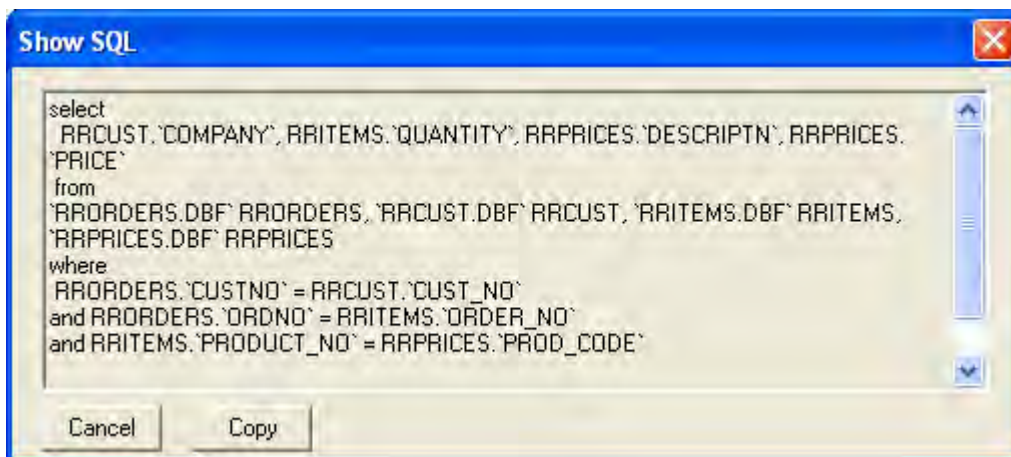 Show SQL
select
RRCUST.`COMPANY`, RRITEMS.`QUANTITY`, RRPRICES.`DESCRIPTN`, RRPRICES.
`PRICE`
from
`RRORDERS.DBF` RRORDERS, `RRCUST.DBF` RRCUST, `RRITEMS.DBF` RRITEMS,
`RRPRICES.DBF` RRPRICES
where
RRORDERS.`CUSTNO` = RRCUST.`CUST_NO`
and RRORDERS.`ORDNO` = RRITEMS.`ORDER_NO`
and RRITEMS.`PRODUCT_NO` = RRPRICES.`PROD_CODE`
Cancel Copy